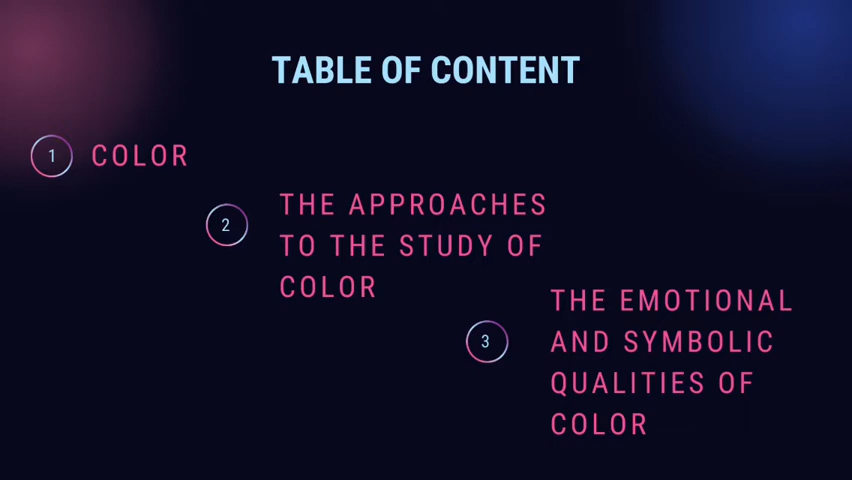 TABLE OF CONTENT
1 COLOR
2 THE APPROACHES
TO THE STUDY OF
COLOR
3 THE EMOTIONAL
AND SYMBOLIC
QUALITIES OF
COLOR